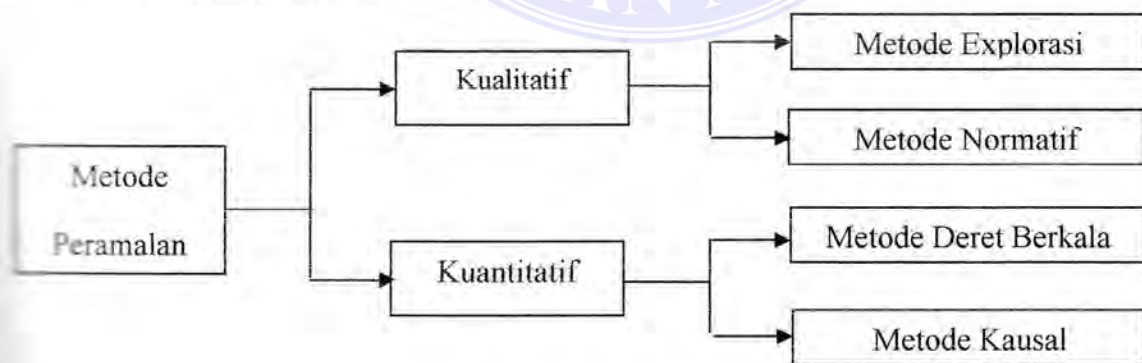 Metode
Peramalan
Kualitatif
Kuantitatif
Metode Explorasi
Metode Normatif
Metode Deret Berkala
Metode Kausal